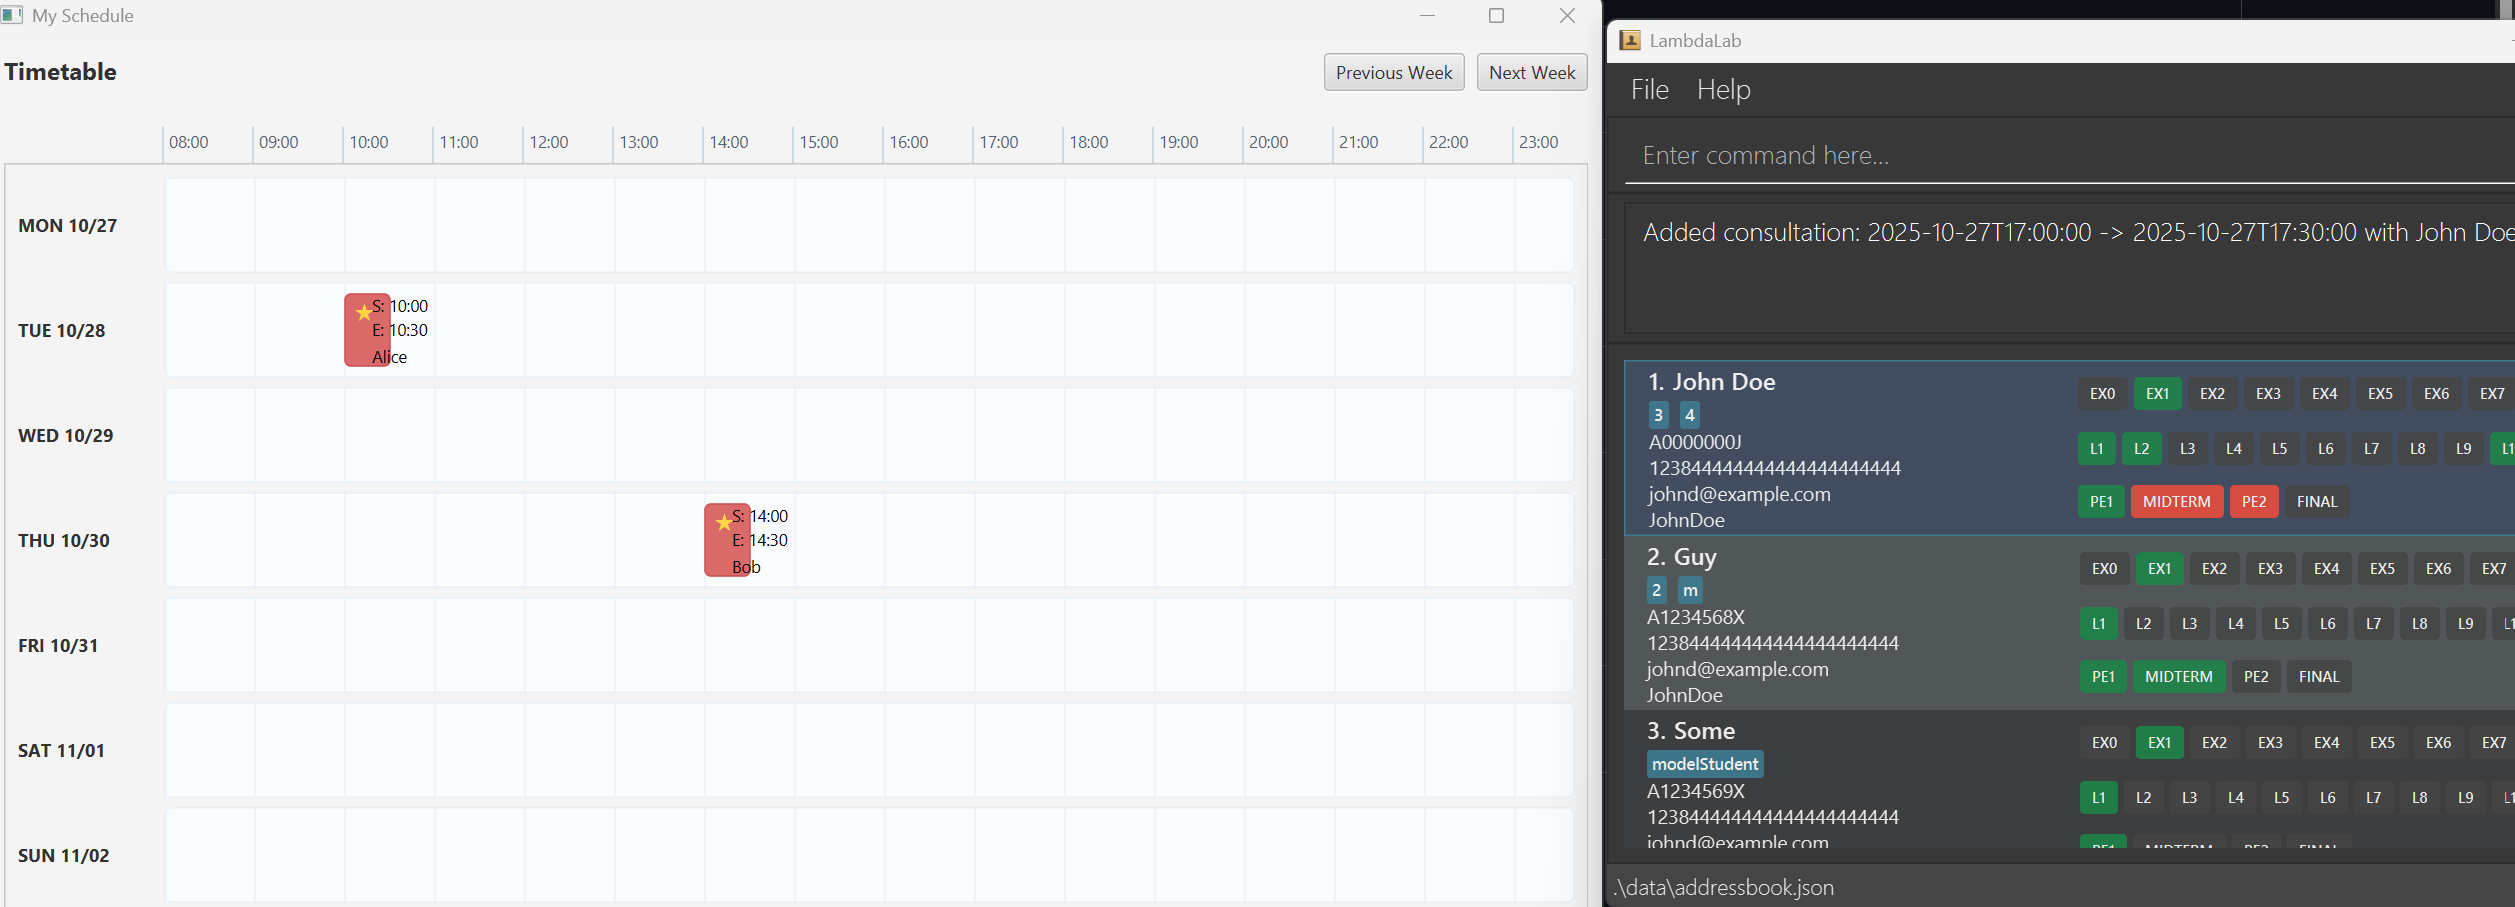 My Schedule
Timetable
Previous Week Next Week
08:00 09:00 10:00 11:00 12:00 13:00 14:00 15:00 16:00 17:00 18:00 19:00 20:00 21:00 22:00 23:00
MON 10/27
TUE 10/28
S: 10:00
E: 10:30
Alice
WED 10/29
THU 10/30
S: 14:00
E: 14:30
Bob
FRI 10/31
SAT 11/01
SUN 11/02
LambdaLab
File Help
Enter command here...
Added consultation: 2025-10-27T17:00:00 -> 2025-10-27T17:30:00 with John Doe
1. John Doe
3 4
A0000000J
12384444444444444444444
johnd@example.com
JohnDoe
EX0 EX1 EX2 EX3 EX4 EX5 EX6 EX7
L1 L2 L3 L4 L5 L6 L7 L8 L9
PE1 MIDTERM PE2 FINAL
2. Guy
2 m
A1234568X
12384444444444444444444
johnd@example.com
JohnDoe
EX0 EX1 EX2 EX3 EX4 EX5 EX6 EX7
L1 L2 L3 L4 L5 L6 L7 L8 L9
PE1 MIDTERM PE2 FINAL
3. Some
modelStudent
A1234569X
12384444444444444444444
johnd@example.com
EX0 EX1 EX2 EX3 EX4 EX5 EX6 EX7
L1 L2 L3 L4 L5 L6 L7 L8 L9
PE1 MIDTERM PE2 FINAL
.\data\addressbook.json